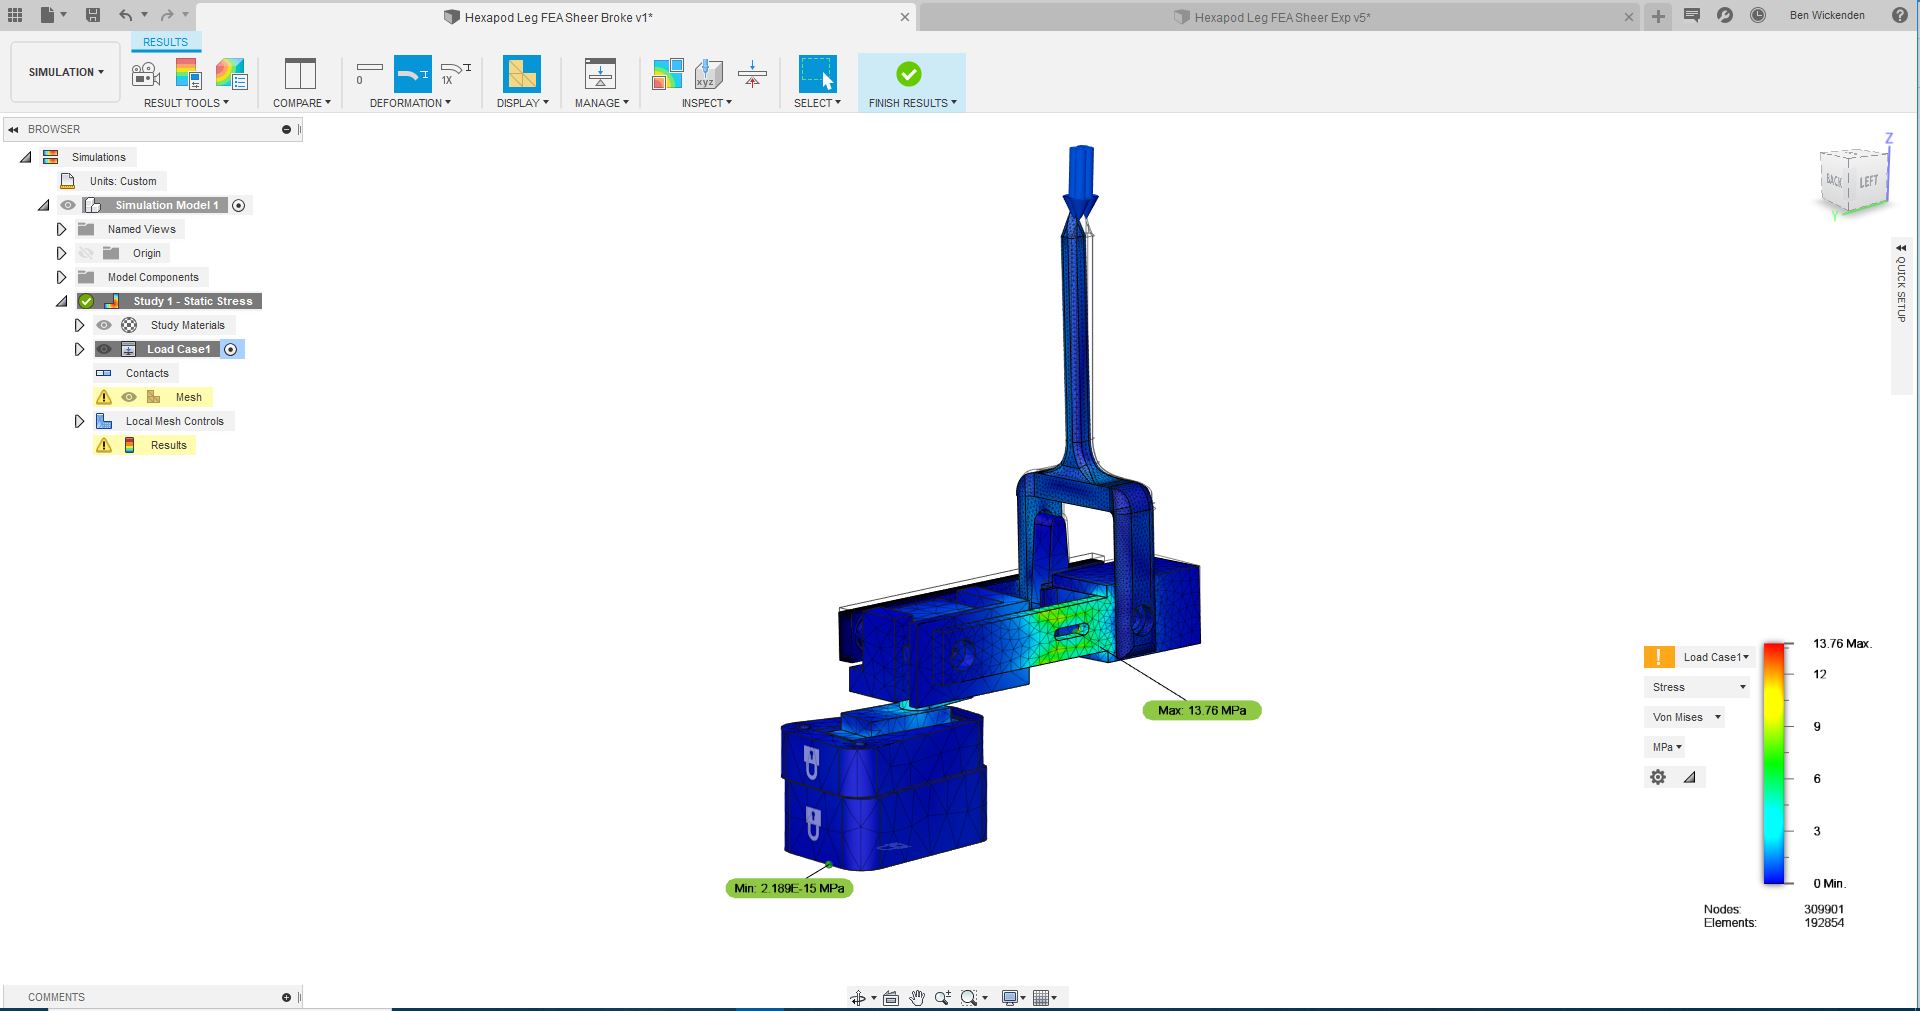 Hexapod Leg FEA Sheer Broke v1*
Hexapod Leg FEA Sheer Exp v5*
Ben Wickenden
RESULTS
SIMULATION
0
1X
xyz
RESULT TOOLS
COMPARE
DEFORMATION
DISPLAY
MANAGE
INSPECT
SELECT
FINISH RESULTS
BROWSER
Simulations
Units: Custom
Simulation Model 1
Named Views
Origin
Model Components
Study 1 - Static Stress
Study Materials
Load Case1
Contacts
Mesh
Local Mesh Controls
Results
Z
BACK
LEFT
Y
QUICK SETUP
Max: 13.76 MPa
Min: 2.189E-15 MPa
Load Case1
Stress
Von Mises
MPa
13.76 Max.
12
9
6
3
0 Min.
Nodes: 309901
Elements: 192854
COMMENTS